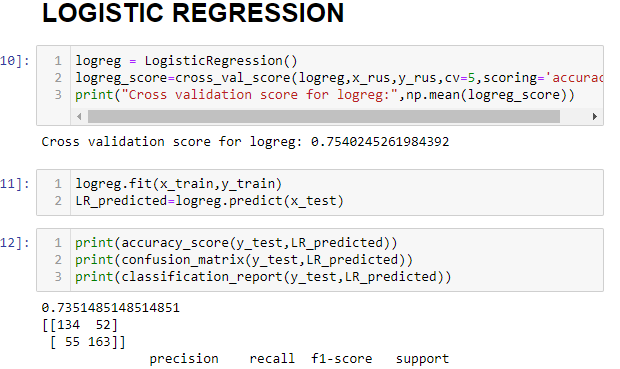 LOGISTIC REGRESSION
10]: 1 logreg = LogisticRegression()
2 logreg_score=cross_val_score(logreg,x_rus,y_rus,cv=5,scoring='accurac
3 print("Cross validation score for logreg:",np.mean(logreg_score))
Cross validation score for logreg: 0.7540245261984392
11]: 1 logreg.fit(x_train,y_train)
2 LR_predicted=logreg.predict(x_test)
12]: 1 print(accuracy_score(y_test,LR_predicted))
2 print(confusion_matrix(y_test,LR_predicted))
3 print(classification_report(y_test,LR_predicted))
0.7351485148514851
[[134 52]
[ 55 163]]
precision recall f1-score support